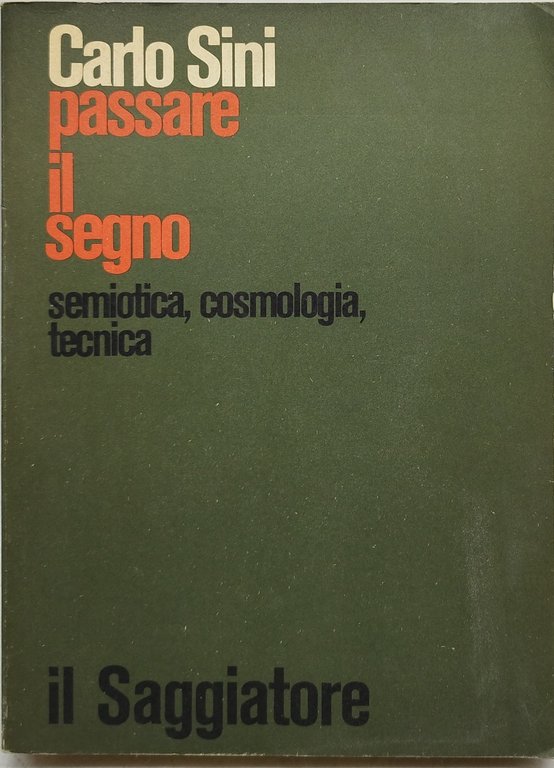 Carlo Sini
passare
il
segno
semiotica, cosmologia,
tecnica
il Saggiatore